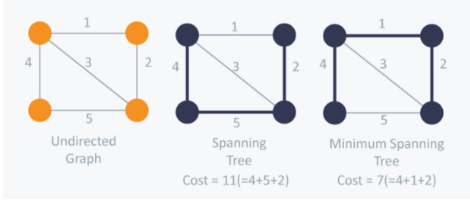 1
4
3
2
5
Undirected
Graph
1
4
3
2
5
Spanning
Tree
Cost = 11(=4+5+2)
1
4
3
2
5
Minimum Spanning
Tree
Cost = 7(=4+1+2)